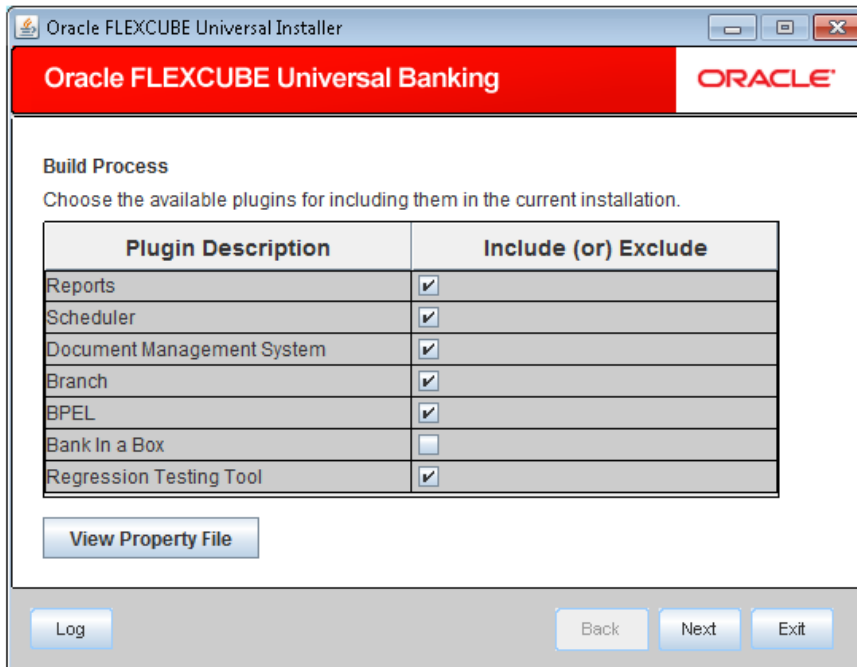 Oracle FLEXCUBE Universal Installer
Oracle FLEXCUBE Universal Banking
ORACLE
Build Process
Choose the available plugins for including them in the current installation.
Plugin Description Include (or) Exclude
Reports
Scheduler
Document Management System
Branch
BPEL
Bank In a Box
Regression Testing Tool
View Property File
Log Back Next Exit